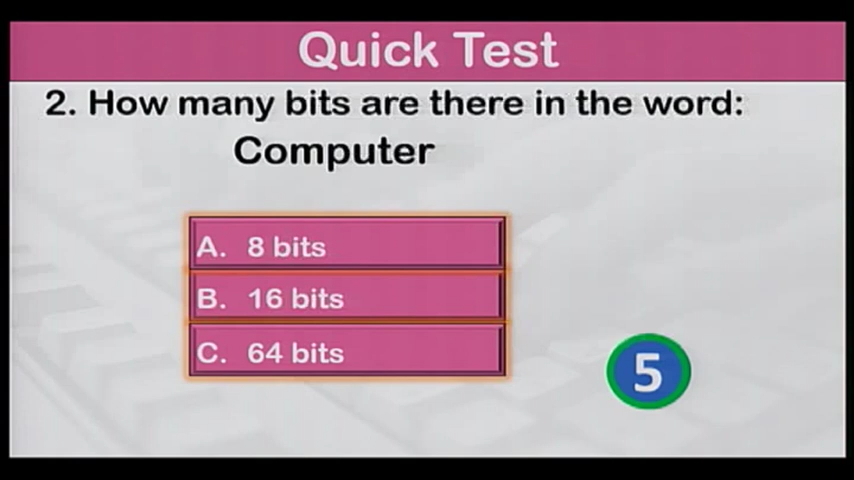 Quick Test
2. How many bits are there in the word:
Computer
A. 8 bits
B. 16 bits
C. 64 bits
5